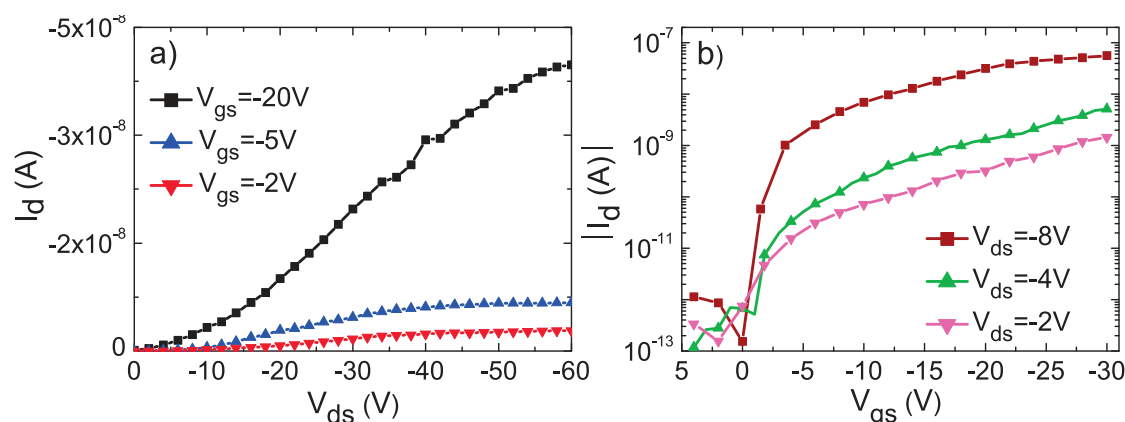 a)
-5x10⁻⁸
-3x10⁻⁸
-2x10⁻⁸
0
I_d (A)
V_gs=-20V
V_gs=-5V
V_gs=-2V
0 -10 -20 -30 -40 -50 -60
V_ds (V)
b)
10⁻⁷
10⁻⁹
10⁻¹¹
10⁻¹³
|I_d (A)|
V_ds=-8V
V_ds=-4V
V_ds=-2V
5 0 -5 -10 -15 -20 -25 -30
V_gs (V)